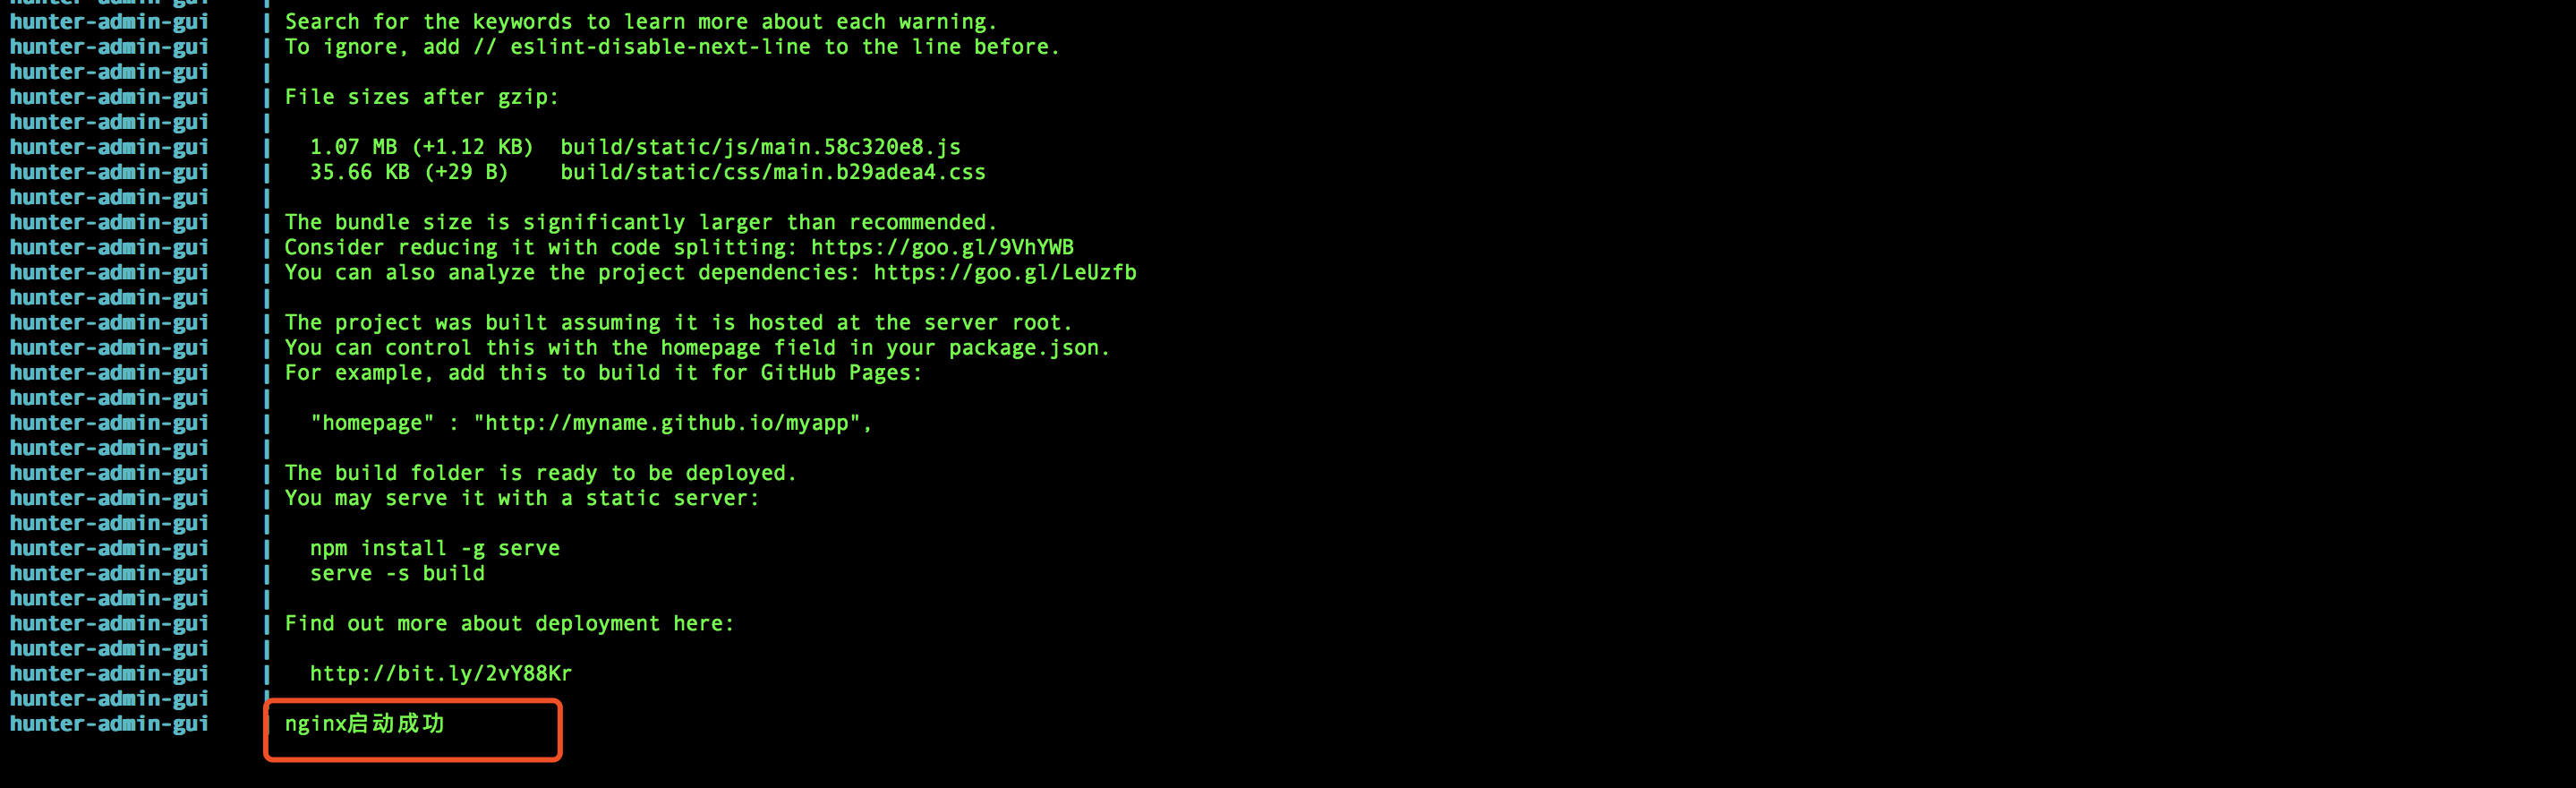 hunter-admin-gui |
hunter-admin-gui | Search for the keywords to learn more about each warning.
hunter-admin-gui | To ignore, add // eslint-disable-next-line to the line before.
hunter-admin-gui |
hunter-admin-gui | File sizes after gzip:
hunter-admin-gui |
hunter-admin-gui | 1.07 MB (+1.12 KB) build/static/js/main.58c320e8.js
hunter-admin-gui | 35.66 KB (+29 B) build/static/css/main.b29adea4.css
hunter-admin-gui |
hunter-admin-gui | The bundle size is significantly larger than recommended.
hunter-admin-gui | Consider reducing it with code splitting: https://goo.gl/9VhYWB
hunter-admin-gui | You can also analyze the project dependencies: https://goo.gl/LeUzfb
hunter-admin-gui |
hunter-admin-gui | The project was built assuming it is hosted at the server root.
hunter-admin-gui | You can control this with the homepage field in your package.json.
hunter-admin-gui | For example, add this to build it for GitHub Pages:
hunter-admin-gui |
hunter-admin-gui | "homepage" : "http://myname.github.io/myapp",
hunter-admin-gui |
hunter-admin-gui | The build folder is ready to be deployed.
hunter-admin-gui | You may serve it with a static server:
hunter-admin-gui |
hunter-admin-gui | npm install -g serve
hunter-admin-gui | serve -s build
hunter-admin-gui |
hunter-admin-gui | Find out more about deployment here:
hunter-admin-gui |
hunter-admin-gui | http://bit.ly/2vY88Kr
hunter-admin-gui |
hunter-admin-gui | nginx启动成功